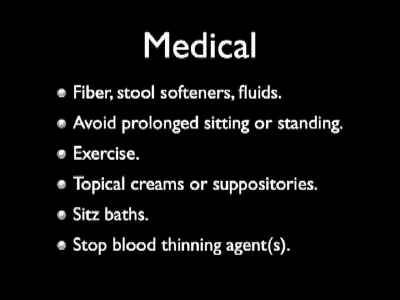 Medical
Fiber, stool softeners, fluids.
Avoid prolonged sitting or standing.
Exercise.
Topical creams or suppositories.
Sitz baths.
Stop blood thinning agent(s).